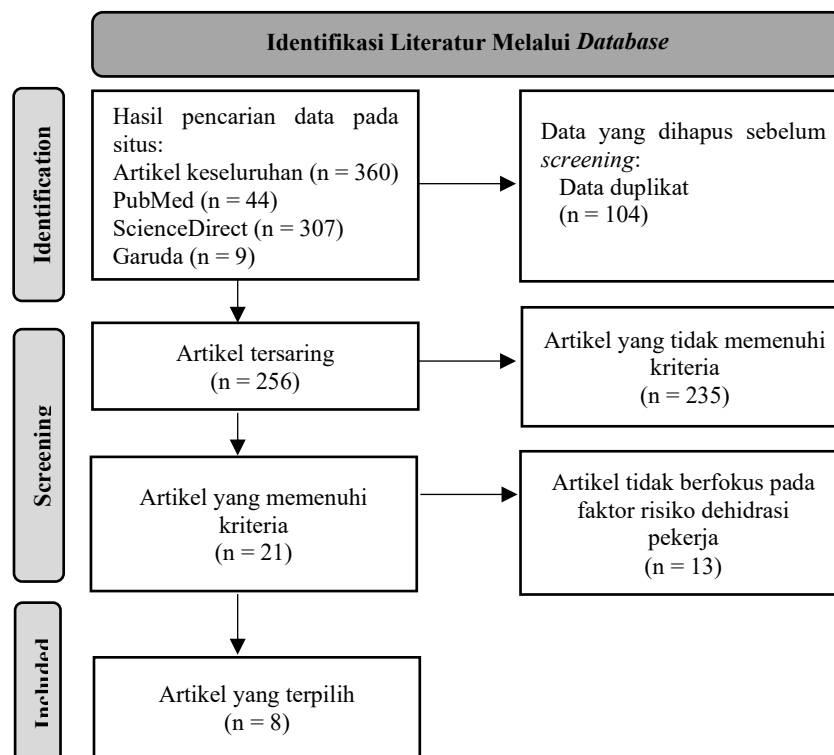 Identifikasi Literatur Melalui Database
Identification
Hasil pencarian data pada
situs:
Artikel keseluruhan (n = 360)
PubMed (n = 44)
ScienceDirect (n = 307)
Garuda (n = 9)
Data yang dihapus sebelum
screening:
Data duplikat
(n = 104)
Screening
Artikel tersaring
(n = 256)
Artikel yang tidak memenuhi
kriteria
(n = 235)
Artikel yang memenuhi
kriteria
(n = 21)
Artikel tidak berfokus pada
faktor risiko dehidrasi
pekerja
(n = 13)
Included
Artikel yang terpilih
(n = 8)